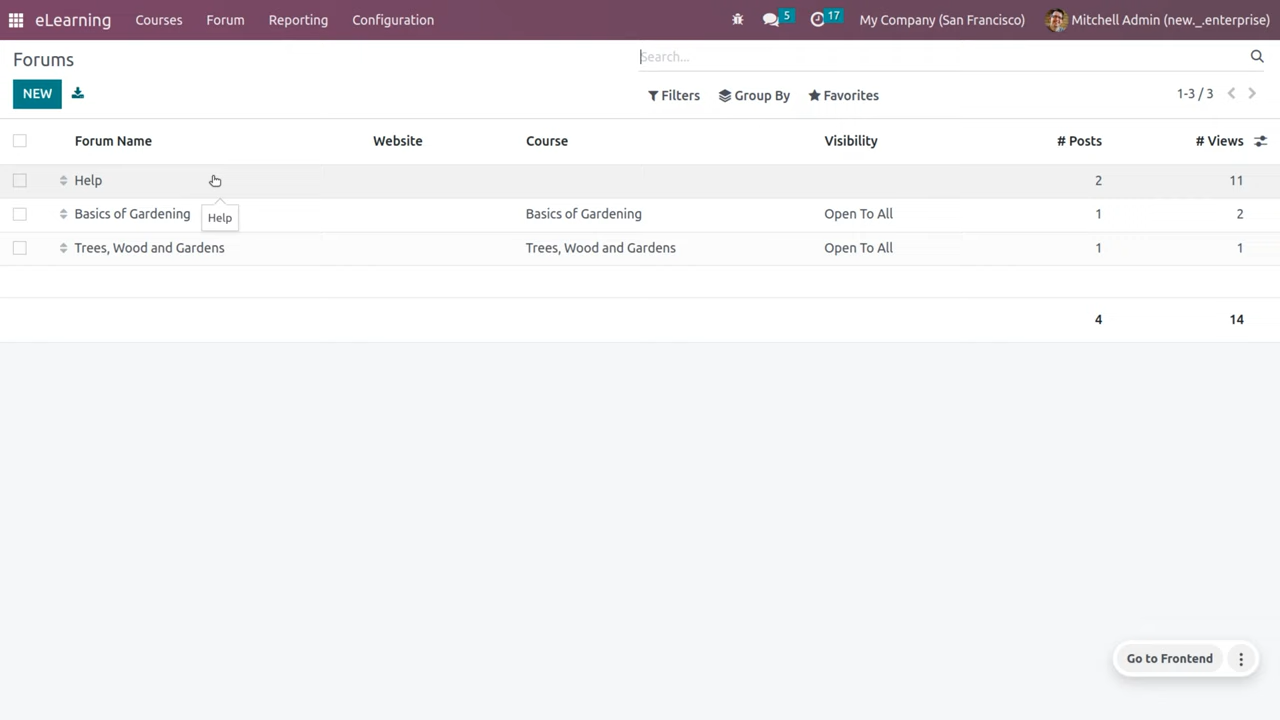 eLearning Courses Forum Reporting Configuration 5 17 My Company (San Francisco) Mitchell Admin (new._.enterprise)
Forums Search...
NEW Filters Group By Favorites 1-3 / 3
Forum Name Website Course Visibility # Posts # Views
Help 2 11
Basics of Gardening Basics of Gardening Open To All 1 2
Help
Trees, Wood and Gardens Trees, Wood and Gardens Open To All 1 1
4 14
Go to Frontend